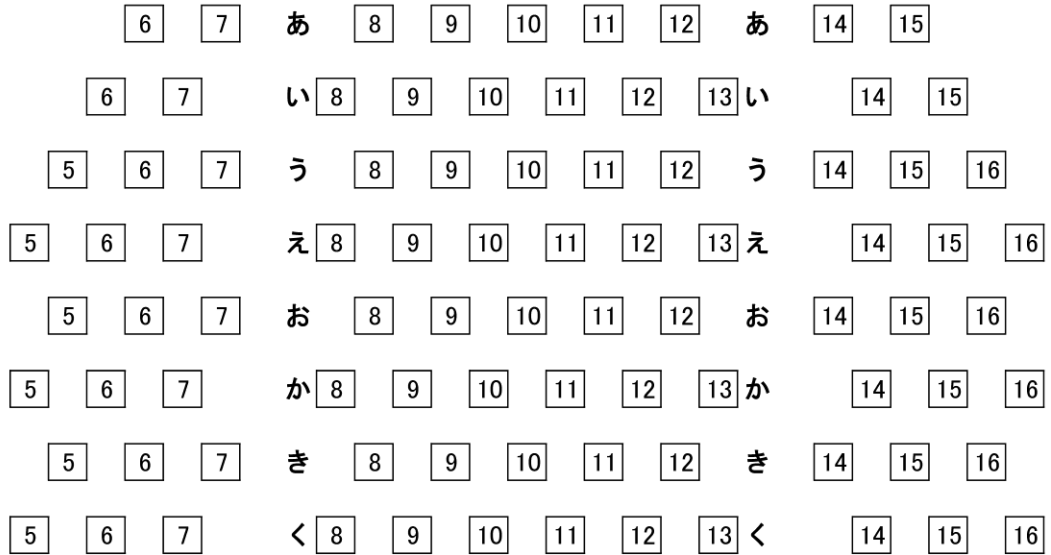 6 7 あ 8 9 10 11 12 あ 14 15
6 7 い 8 9 10 11 12 13 い 14 15
5 6 7 う 8 9 10 11 12 う 14 15 16
5 6 7 え 8 9 10 11 12 13 え 14 15 16
5 6 7 お 8 9 10 11 12 お 14 15 16
5 6 7 か 8 9 10 11 12 13 か 14 15 16
5 6 7 き 8 9 10 11 12 き 14 15 16
5 6 7 く 8 9 10 11 12 13 く 14 15 16